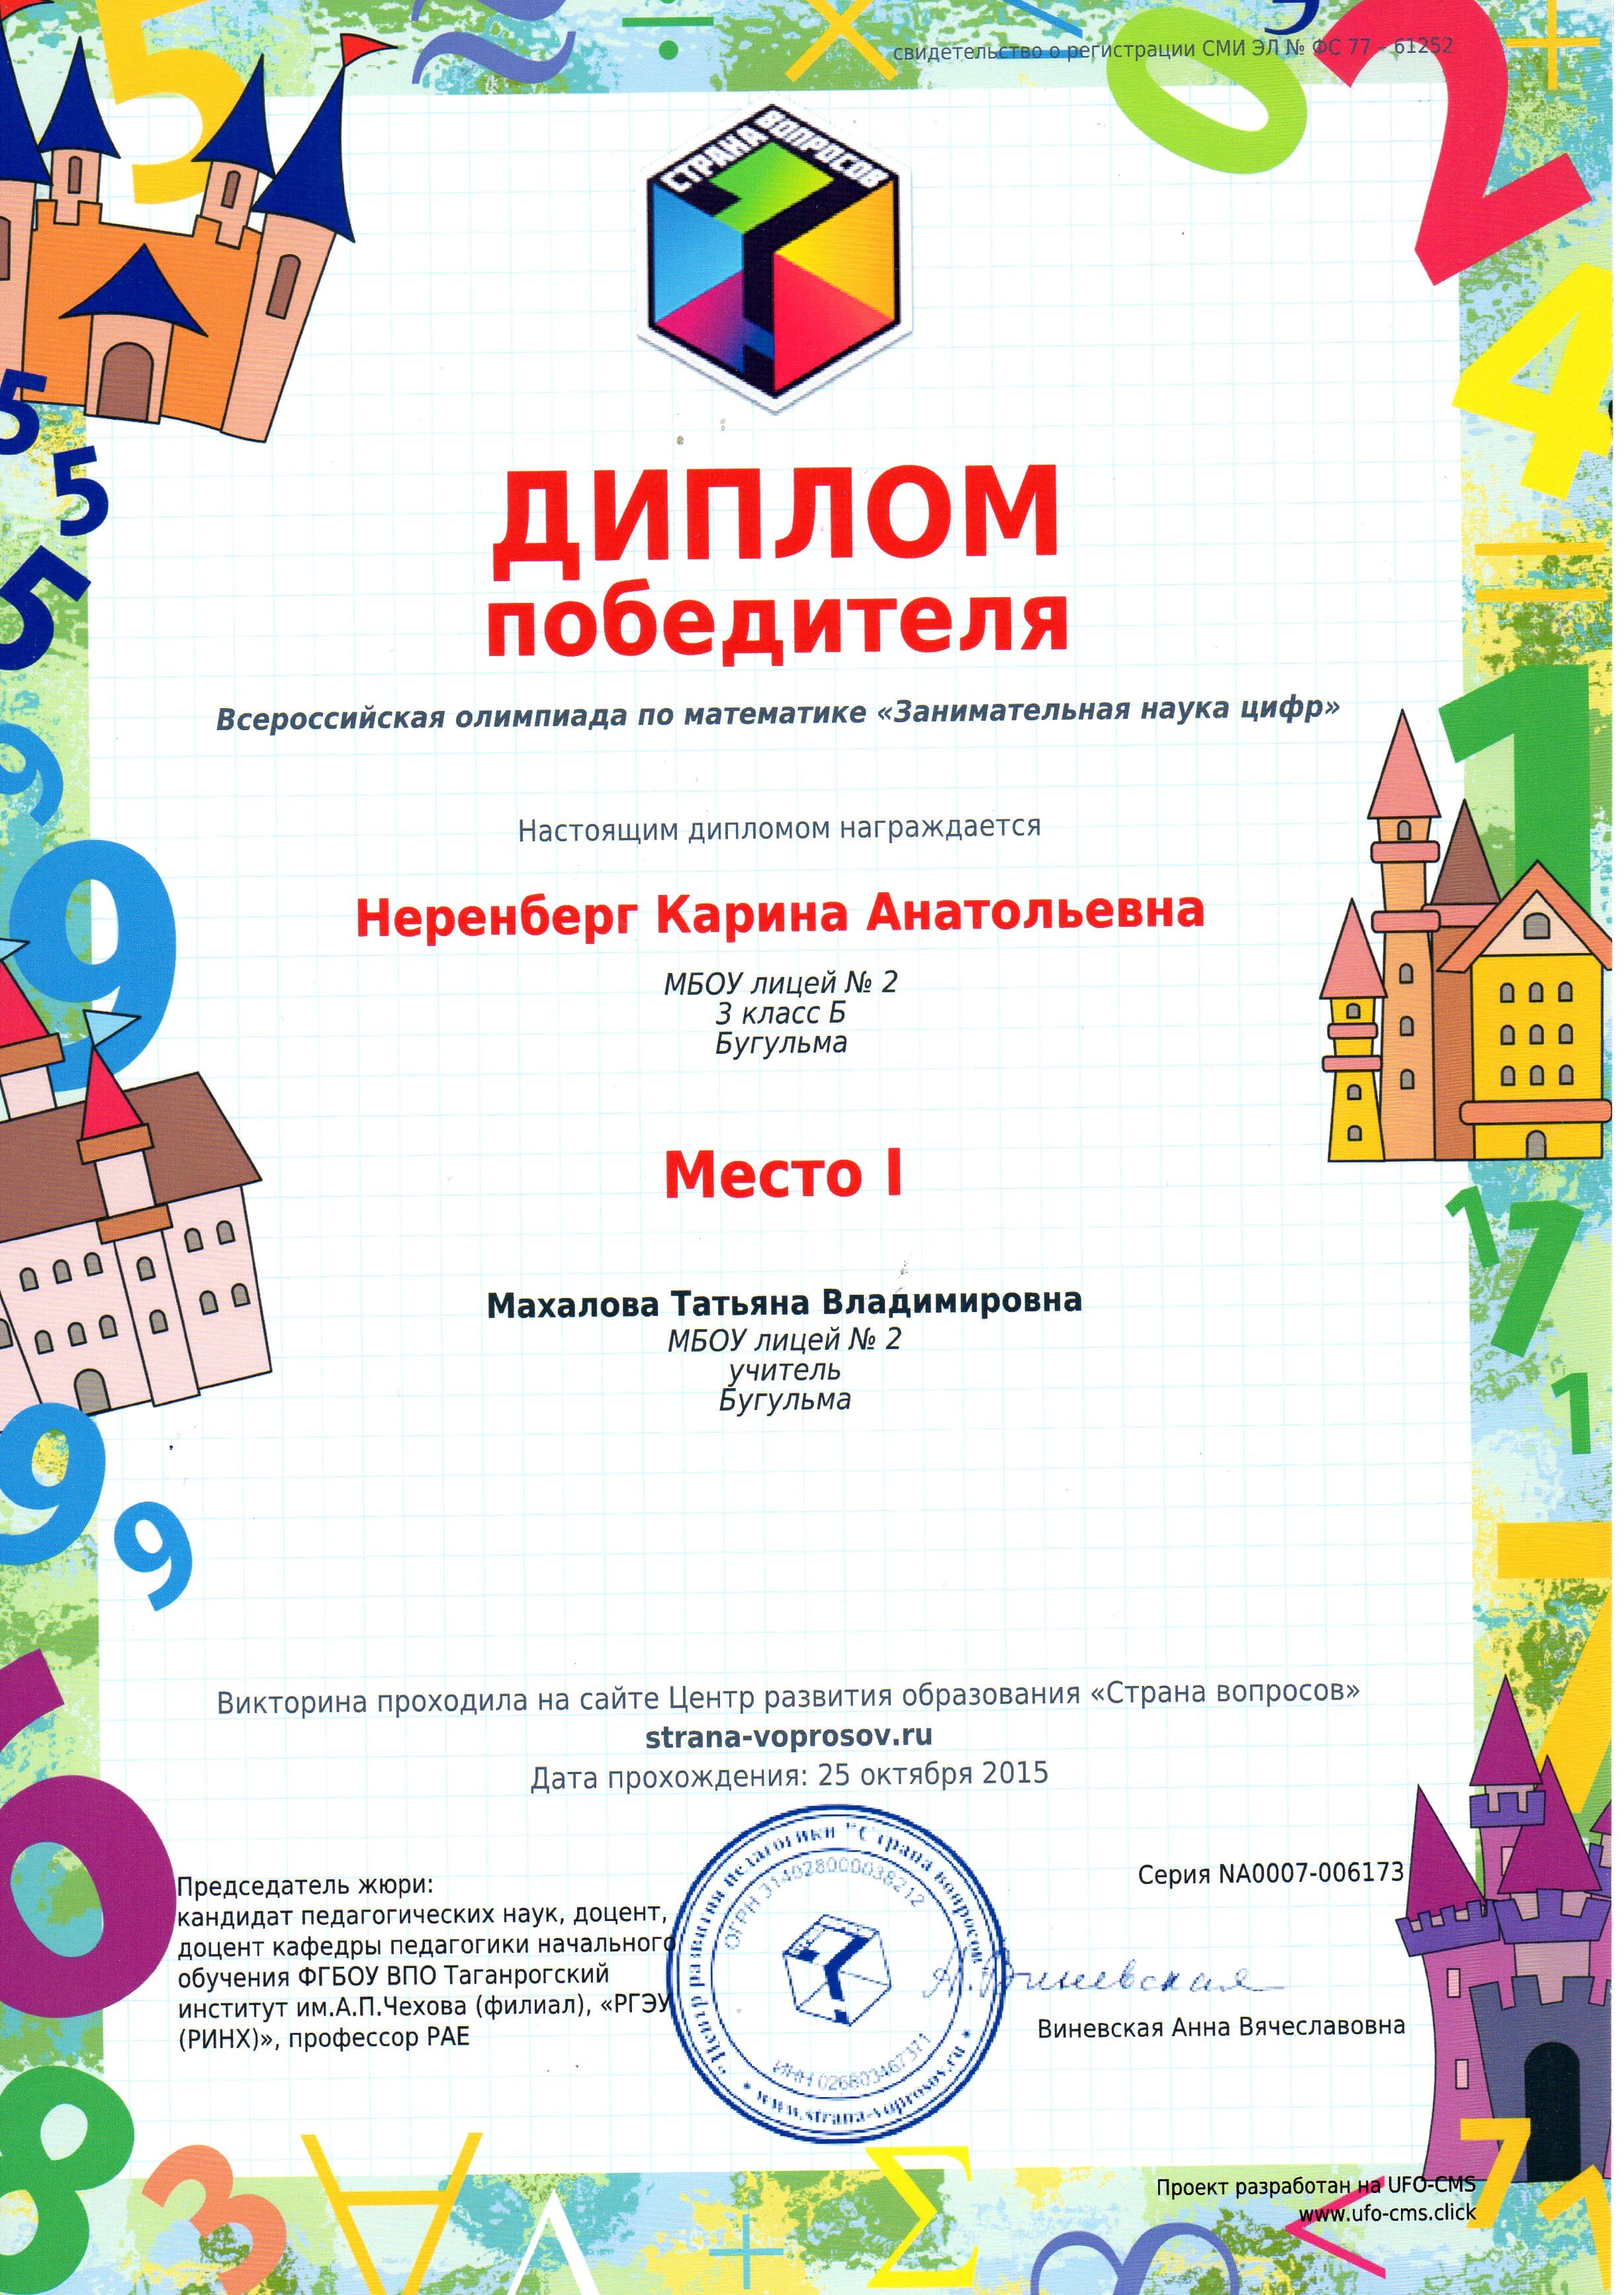 свидетельство о регистрации СМИ ЭЛ № ФС 77 – 61252
СТРАНА ВОПРОСОВ
ДИПЛОМ
победителя
Всероссийская олимпиада по математике «Занимательная наука цифр»
Настоящим дипломом награждается
Неренберг Карина Анатольевна
МБОУ лицей № 2
3 класс Б
Бугульма
Место I
Махалова Татьяна Владимировна
МБОУ лицей № 2
учитель
Бугульма
Викторина проходила на сайте Центр развития образования «Страна вопросов»
strana-voprosov.ru
Дата прохождения: 25 октября 2015
Председатель жюри:
кандидат педагогических наук, доцент,
доцент кафедры педагогики начального
обучения ФГБОУ ВПО Таганрогский
институт им.А.П.Чехова (филиал), «РГЭУ
(РИНХ)», профессор РАЕ
"Центр развития педагогики "Страна вопросов"
ОГРН 314028000038212
ИНН 026803467371
• www.strana-voprosov.ru •
Серия NA0007-006173
А. Виневская
Виневская Анна Вячеславовна
Проект разработан на UFO-CMS
www.ufo-cms.click